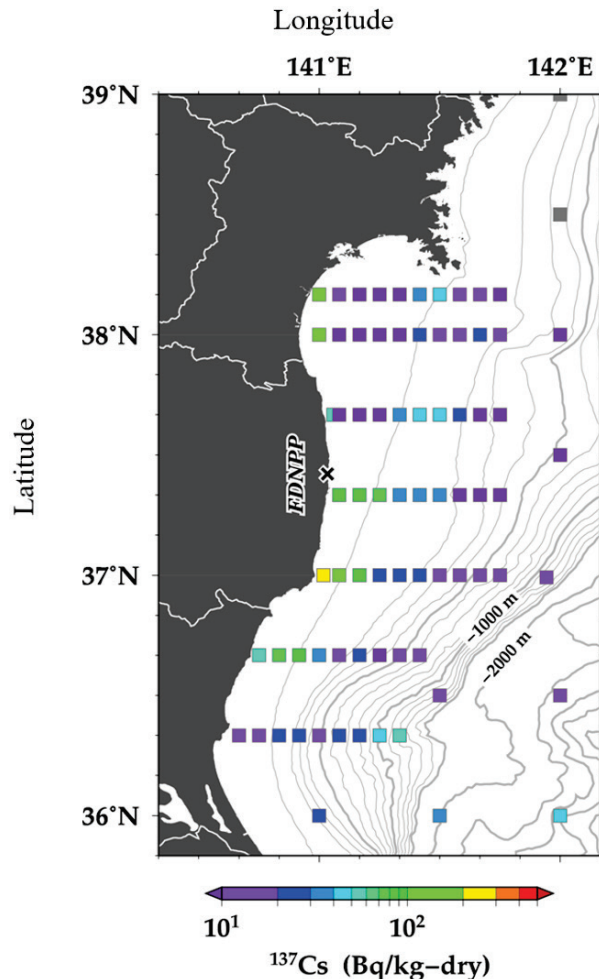 Longitude
141°E 142°E
39°N
38°N
Latitude
FDNPP
37°N
-1000 m
-2000 m
36°N
10¹ 10²
¹³⁷Cs (Bq/kg-dry)